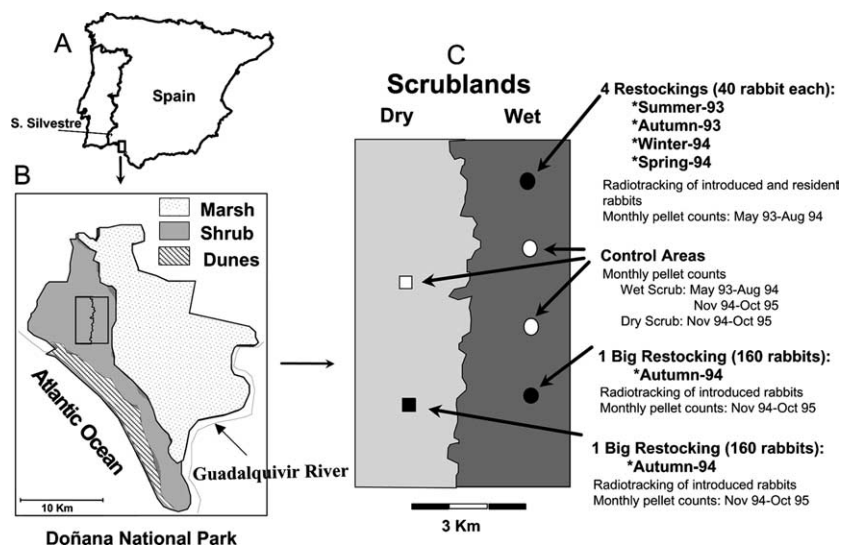 A
Spain
S. Silvestre
B
Marsh
Shrub
Dunes
Atlantic Ocean
Guadalquivir River
10 Km
Doñana National Park
C
Scrublands
Dry
Wet
3 Km
4 Restockings (40 rabbit each):
*Summer-93
*Autumn-93
*Winter-94
*Spring-94
Radiotracking of introduced and resident
rabbits
Monthly pellet counts: May 93-Aug 94
Control Areas
Monthly pellet counts
Wet Scrub: May 93-Aug 94
Nov 94-Oct 95
Dry Scrub: Nov 94-Oct 95
1 Big Restocking (160 rabbits):
*Autumn-94
Radiotracking of introduced rabbits
Monthly pellet counts: Nov 94-Oct 95
1 Big Restocking (160 rabbits):
*Autumn-94
Radiotracking of introduced rabbits
Monthly pellet counts: Nov 94-Oct 95